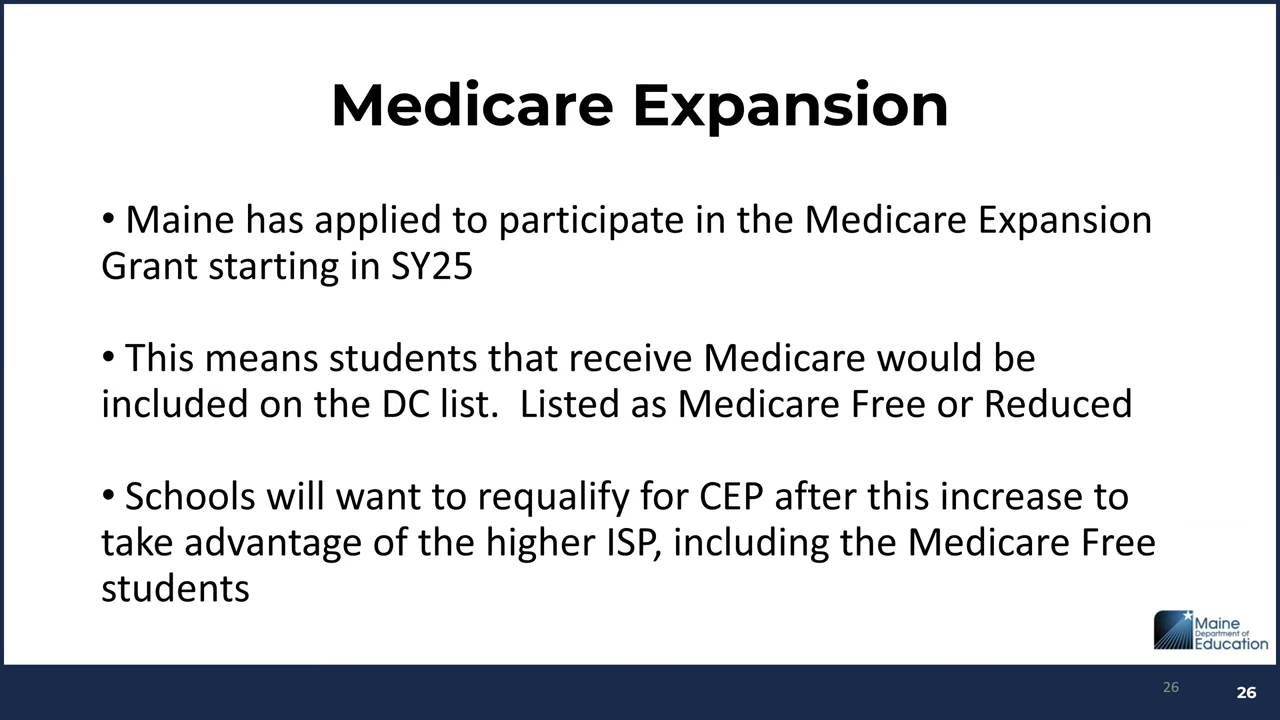 Medicare Expansion
• Maine has applied to participate in the Medicare Expansion
Grant starting in SY25
• This means students that receive Medicare would be
included on the DC list.  Listed as Medicare Free or Reduced
• Schools will want to requalify for CEP after this increase to
take advantage of the higher ISP, including the Medicare Free
students
Maine
Department of
Education
26
26